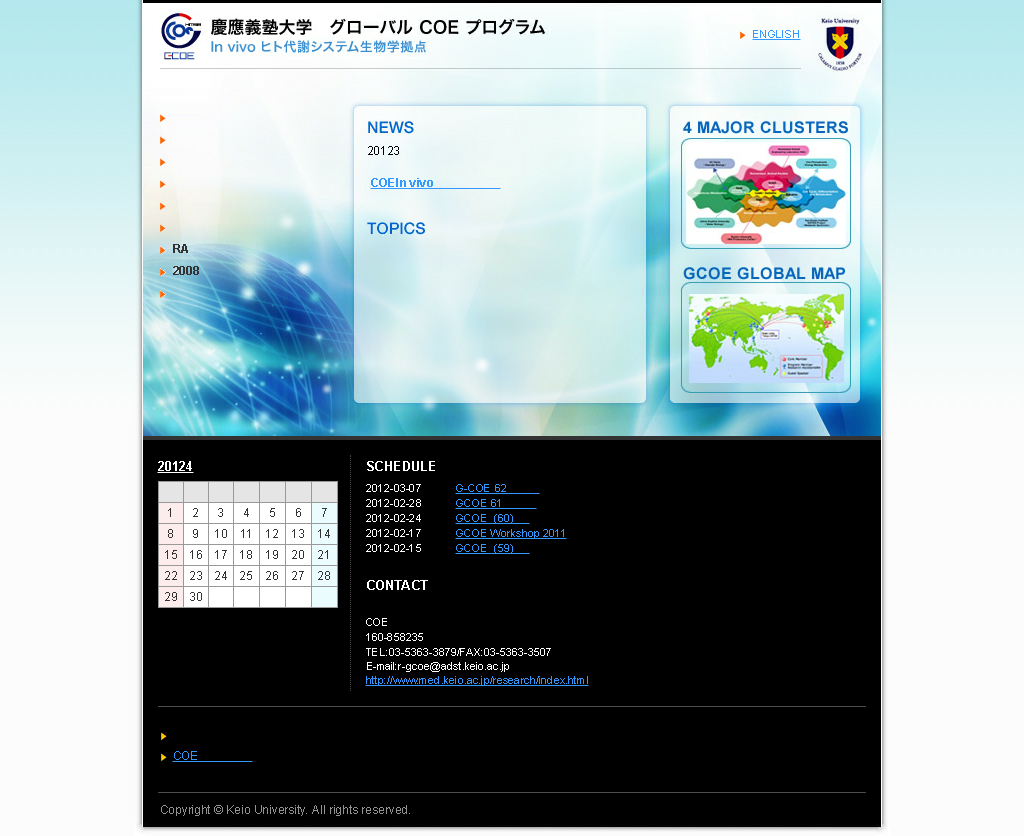 慶應義塾大学 グローバル COE プログラム
In vivo ヒト代謝システム生物学拠点
GCOE
ENGLISH
Keio University
NEWS
20123
COEIn vivo
TOPICS
RA
2008
4 MAJOR CLUSTERS
GCOE GLOBAL MAP
20124
1 2 3 4 5 6 7
8 9 10 11 12 13 14
15 16 17 18 19 20 21
22 23 24 25 26 27 28
29 30
SCHEDULE
2012-03-07 G-COE 62
2012-02-28 GCOE 61
2012-02-24 GCOE (60)
2012-02-17 GCOE Workshop 2011
2012-02-15 GCOE (59)
CONTACT
COE
160-858235
TEL:03-5363-3879/FAX:03-5363-3507
E-mail:r-gcoe@adst.keio.ac.jp
http://www.med.keio.ac.jp/research/index.html
COE
Copyright © Keio University. All rights reserved.